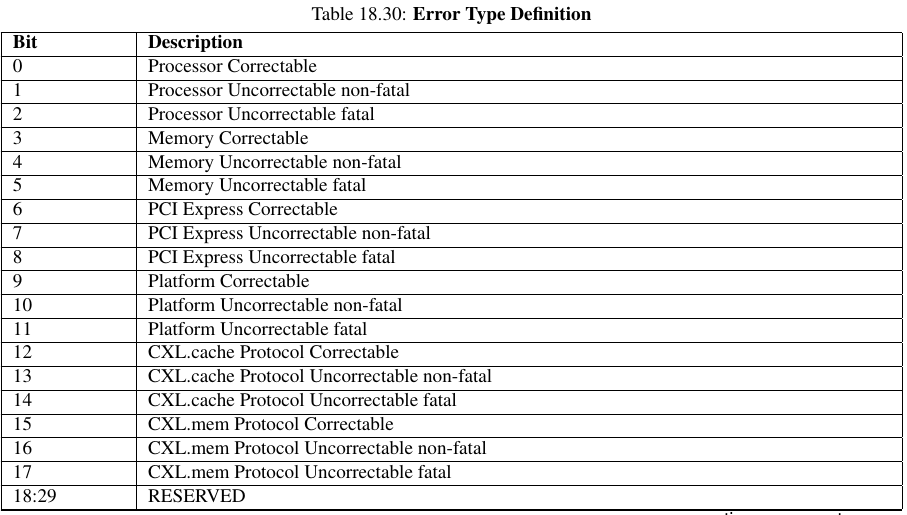 Table 18.30: Error Type Definition
Bit Description
0 Processor Correctable
1 Processor Uncorrectable non-fatal
2 Processor Uncorrectable fatal
3 Memory Correctable
4 Memory Uncorrectable non-fatal
5 Memory Uncorrectable fatal
6 PCI Express Correctable
7 PCI Express Uncorrectable non-fatal
8 PCI Express Uncorrectable fatal
9 Platform Correctable
10 Platform Uncorrectable non-fatal
11 Platform Uncorrectable fatal
12 CXL.cache Protocol Correctable
13 CXL.cache Protocol Uncorrectable non-fatal
14 CXL.cache Protocol Uncorrectable fatal
15 CXL.mem Protocol Correctable
16 CXL.mem Protocol Uncorrectable non-fatal
17 CXL.mem Protocol Uncorrectable fatal
18:29 RESERVED